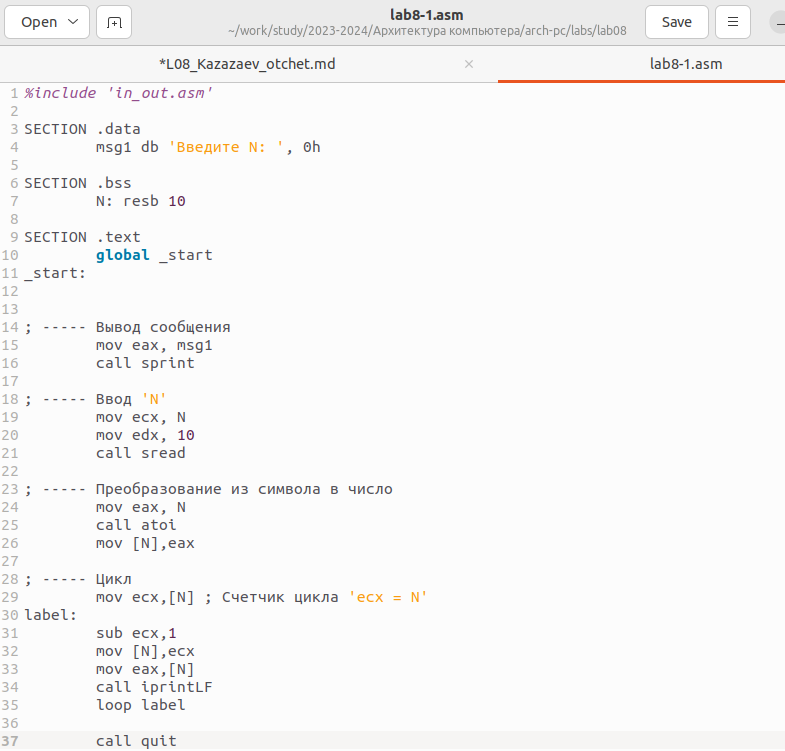 Open
lab8-1.asm
~/work/study/2023-2024/Архитектура компьютера/arch-pc/labs/lab08
Save
*L08_Kazazaev_otchet.md
lab8-1.asm
1 %include 'in_out.asm'
2
3 SECTION .data
4 msg1 db 'Введите N: ', 0h
5
6 SECTION .bss
7 N: resb 10
8
9 SECTION .text
10 global _start
11 _start:
12
13
14 ; ----- Вывод сообщения
15 mov eax, msg1
16 call sprint
17
18 ; ----- Ввод 'N'
19 mov ecx, N
20 mov edx, 10
21 call sread
22
23 ; ----- Преобразование из символа в число
24 mov eax, N
25 call atoi
26 mov [N],eax
27
28 ; ----- Цикл
29 mov ecx,[N] ; Счетчик цикла 'ecx = N'
30 label:
31 sub ecx,1
32 mov [N],ecx
33 mov eax,[N]
34 call iprintLF
35 loop label
36
37 call quit